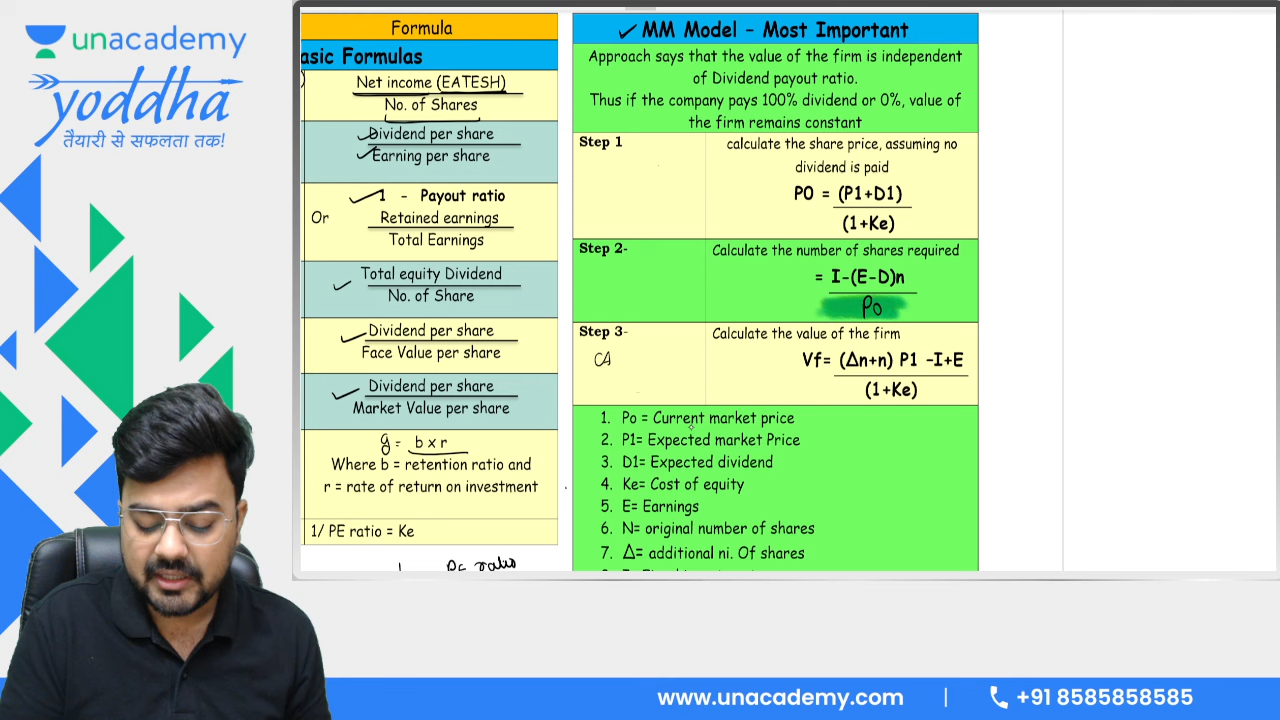 unacademy
yoddha
तैयारी से सफलता तक!
Formula
asic Formulas
Net income (EATESH)
No. of Shares
Dividend per share
Earning per share
1 - Payout ratio
Or
Retained earnings
Total Earnings
Total equity Dividend
No. of Share
Dividend per share
Face Value per share
Dividend per share
Market Value per share
g = b x r
Where b = retention ratio and
r = rate of return on investment
1/ PE ratio = Ke
MM Model - Most Important
Approach says that the value of the firm is independent
of Dividend payout ratio.
Thus if the company pays 100% dividend or 0%, value of
the firm remains constant
Step 1
calculate the share price, assuming no
dividend is paid
P0 = (P1+D1)
(1+Ke)
Step 2-
Calculate the number of shares required
= I-(E-D)n
P0
Step 3-
Calculate the value of the firm
CA
Vf= (Δn+n) P1 -I+E
(1+Ke)
1. Po = Current market price
2. P1= Expected market Price
3. D1= Expected dividend
4. Ke= Cost of equity
5. E= Earnings
6. N= original number of shares
7. Δ= additional ni. Of shares
www.unacademy.com | +91 8585858585